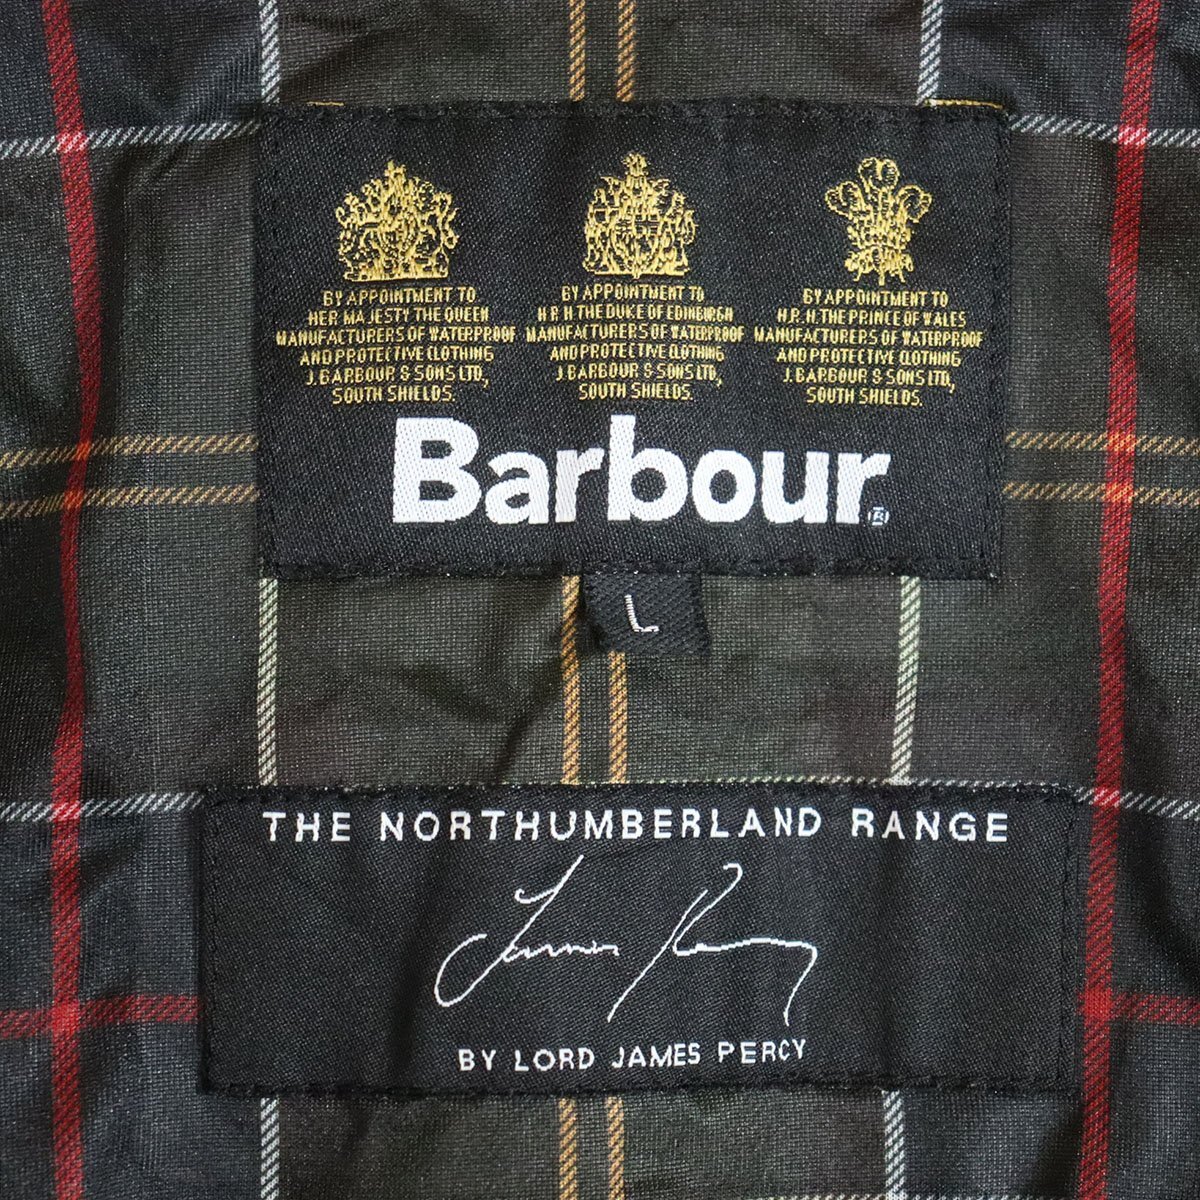 BY APPOINTMENT TO
HER MAJESTY THE QUEEN
MANUFACTURERS OF WATERPROOF
AND PROTECTIVE CLOTHING
J. BARBOUR & SONS LTD,
SOUTH SHIELDS.
BY APPOINTMENT TO
H.R.H. THE DUKE OF EDINBURGH
MANUFACTURERS OF WATERPROOF
AND PROTECTIVE CLOTHING
J. BARBOUR & SONS LTD,
SOUTH SHIELDS.
BY APPOINTMENT TO
H.R.H. THE PRINCE OF WALES
MANUFACTURERS OF WATERPROOF
AND PROTECTIVE CLOTHING
J. BARBOUR & SONS LTD,
SOUTH SHIELDS.
Barbour®
L
THE NORTHUMBERLAND RANGE
James Percy
BY LORD JAMES PERCY